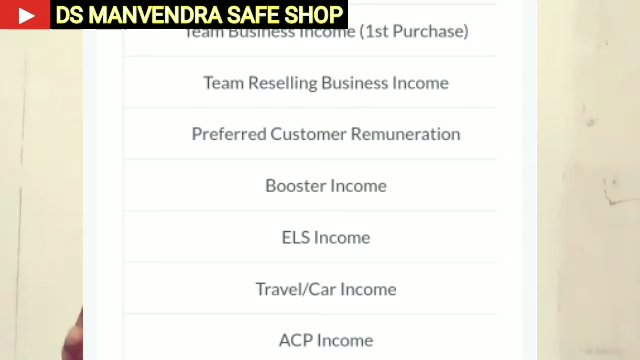 DS MANVENDRA SAFE SHOP
Team Business Income (1st Purchase)
Team Reselling Business Income
Preferred Customer Remuneration
Booster Income
ELS Income
Travel/Car Income
ACP Income